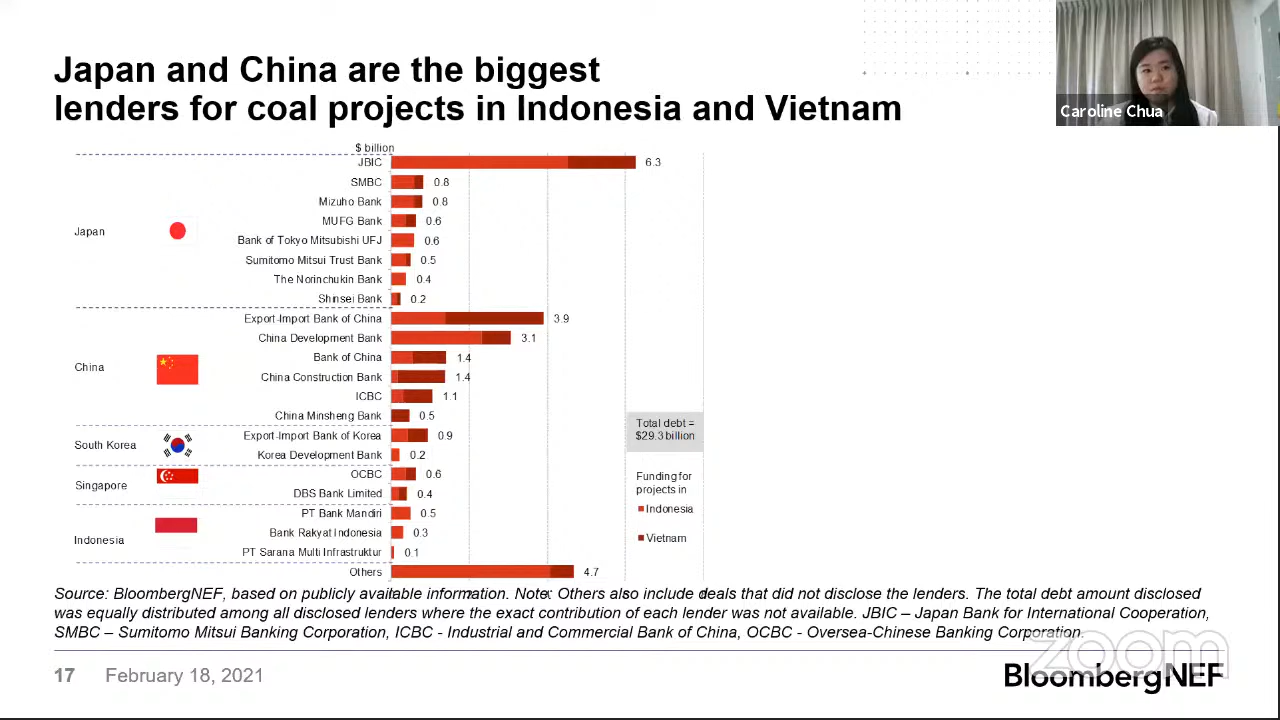 Japan and China are the biggest
lenders for coal projects in Indonesia and Vietnam
Caroline Chua
$ billion
Japan
JBIC 6.3
SMBC 0.8
Mizuho Bank 0.8
MUFG Bank 0.6
Bank of Tokyo Mitsubishi UFJ 0.6
Sumitomo Mitsui Trust Bank 0.5
The Norinchukin Bank 0.4
Shinsei Bank 0.2
China
Export-Import Bank of China 3.9
China Development Bank 3.1
Bank of China 1.4
China Construction Bank 1.4
ICBC 1.1
China Minsheng Bank 0.5
South Korea
Export-Import Bank of Korea 0.9
Korea Development Bank 0.2
Singapore
OCBC 0.6
DBS Bank Limited 0.4
Indonesia
PT Bank Mandiri 0.5
Bank Rakyat Indonesia 0.3
PT Sarana Multi Infrastruktur 0.1
Others 4.7
Total debt =
$29.3 billion
Funding for
projects in
Indonesia
Vietnam
Source: BloombergNEF, based on publicly available information. Note: Others also include deals that did not disclose the lenders. The total debt amount disclosed
was equally distributed among all disclosed lenders where the exact contribution of each lender was not available. JBIC – Japan Bank for International Cooperation,
SMBC – Sumitomo Mitsui Banking Corporation, ICBC - Industrial and Commercial Bank of China, OCBC - Oversea-Chinese Banking Corporation.
zoom
17 February 18, 2021
BloombergNEF